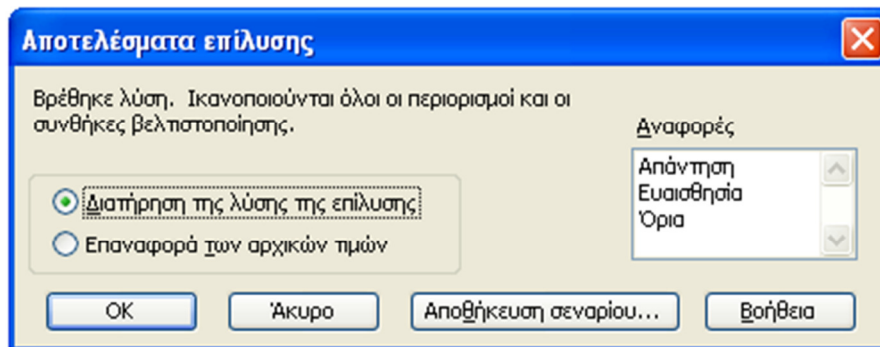 Αποτελέσματα επίλυσης
Βρέθηκε λύση. Ικανοποιούνται όλοι οι περιορισμοί και οι
συνθήκες βελτιστοποίησης.
Αναφορές
Απάντηση
Ευαισθησία
Όρια
Διατήρηση της λύσης της επίλυσης
Επαναφορά των αρχικών τιμών
OK
Άκυρο
Αποθήκευση σεναρίου...
Βοήθεια